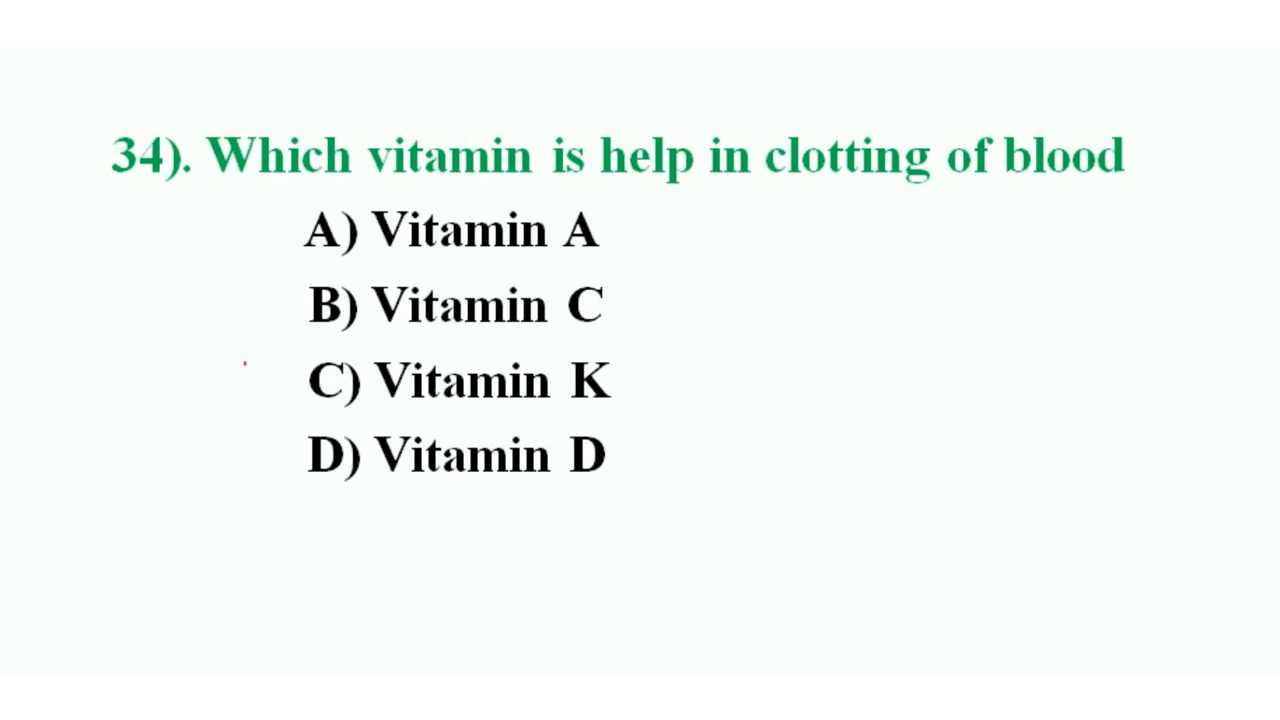 34). Which vitamin is help in clotting of blood
A) Vitamin A
B) Vitamin C
C) Vitamin K
D) Vitamin D